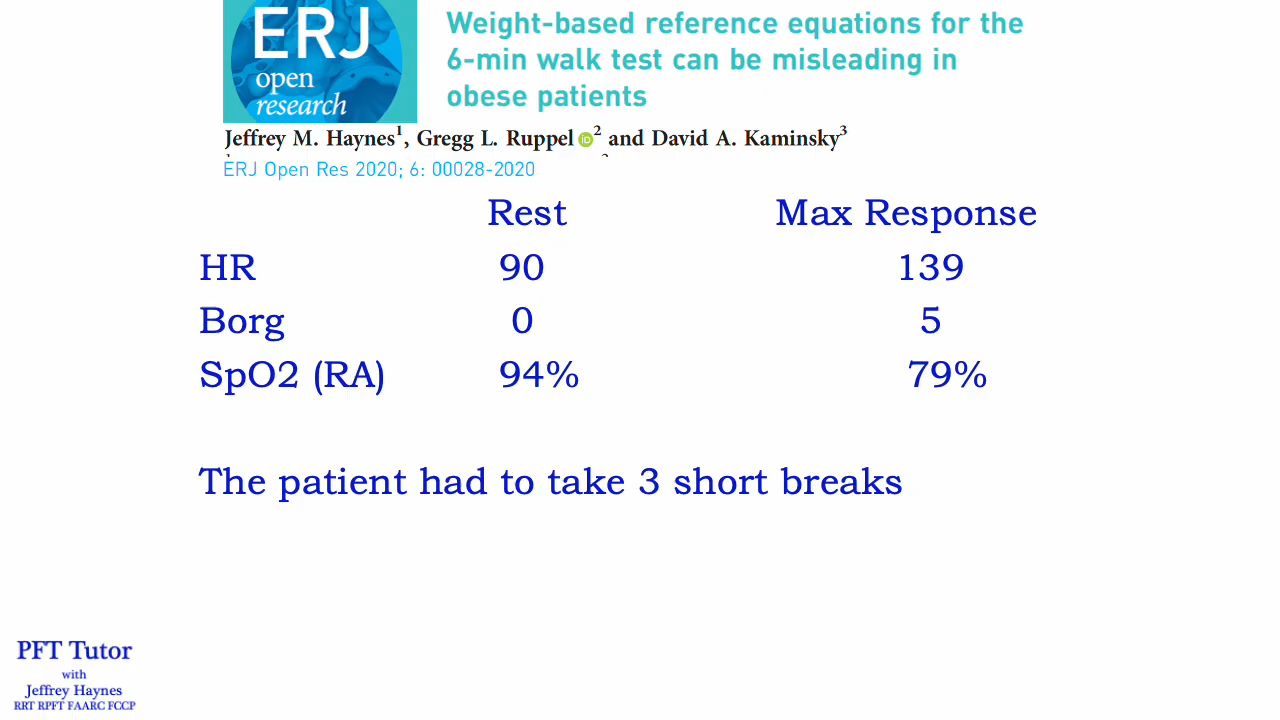 ERJ
open
research
Weight-based reference equations for the
6-min walk test can be misleading in
obese patients
Jeffrey M. Haynes1, Gregg L. Ruppel iD 2 and David A. Kaminsky3
ERJ Open Res 2020; 6: 00028-2020
Rest Max Response
HR 90 139
Borg 0 5
SpO2 (RA) 94% 79%
The patient had to take 3 short breaks
PFT Tutor
with
Jeffrey Haynes
RRT RPFT FAARC FCCP